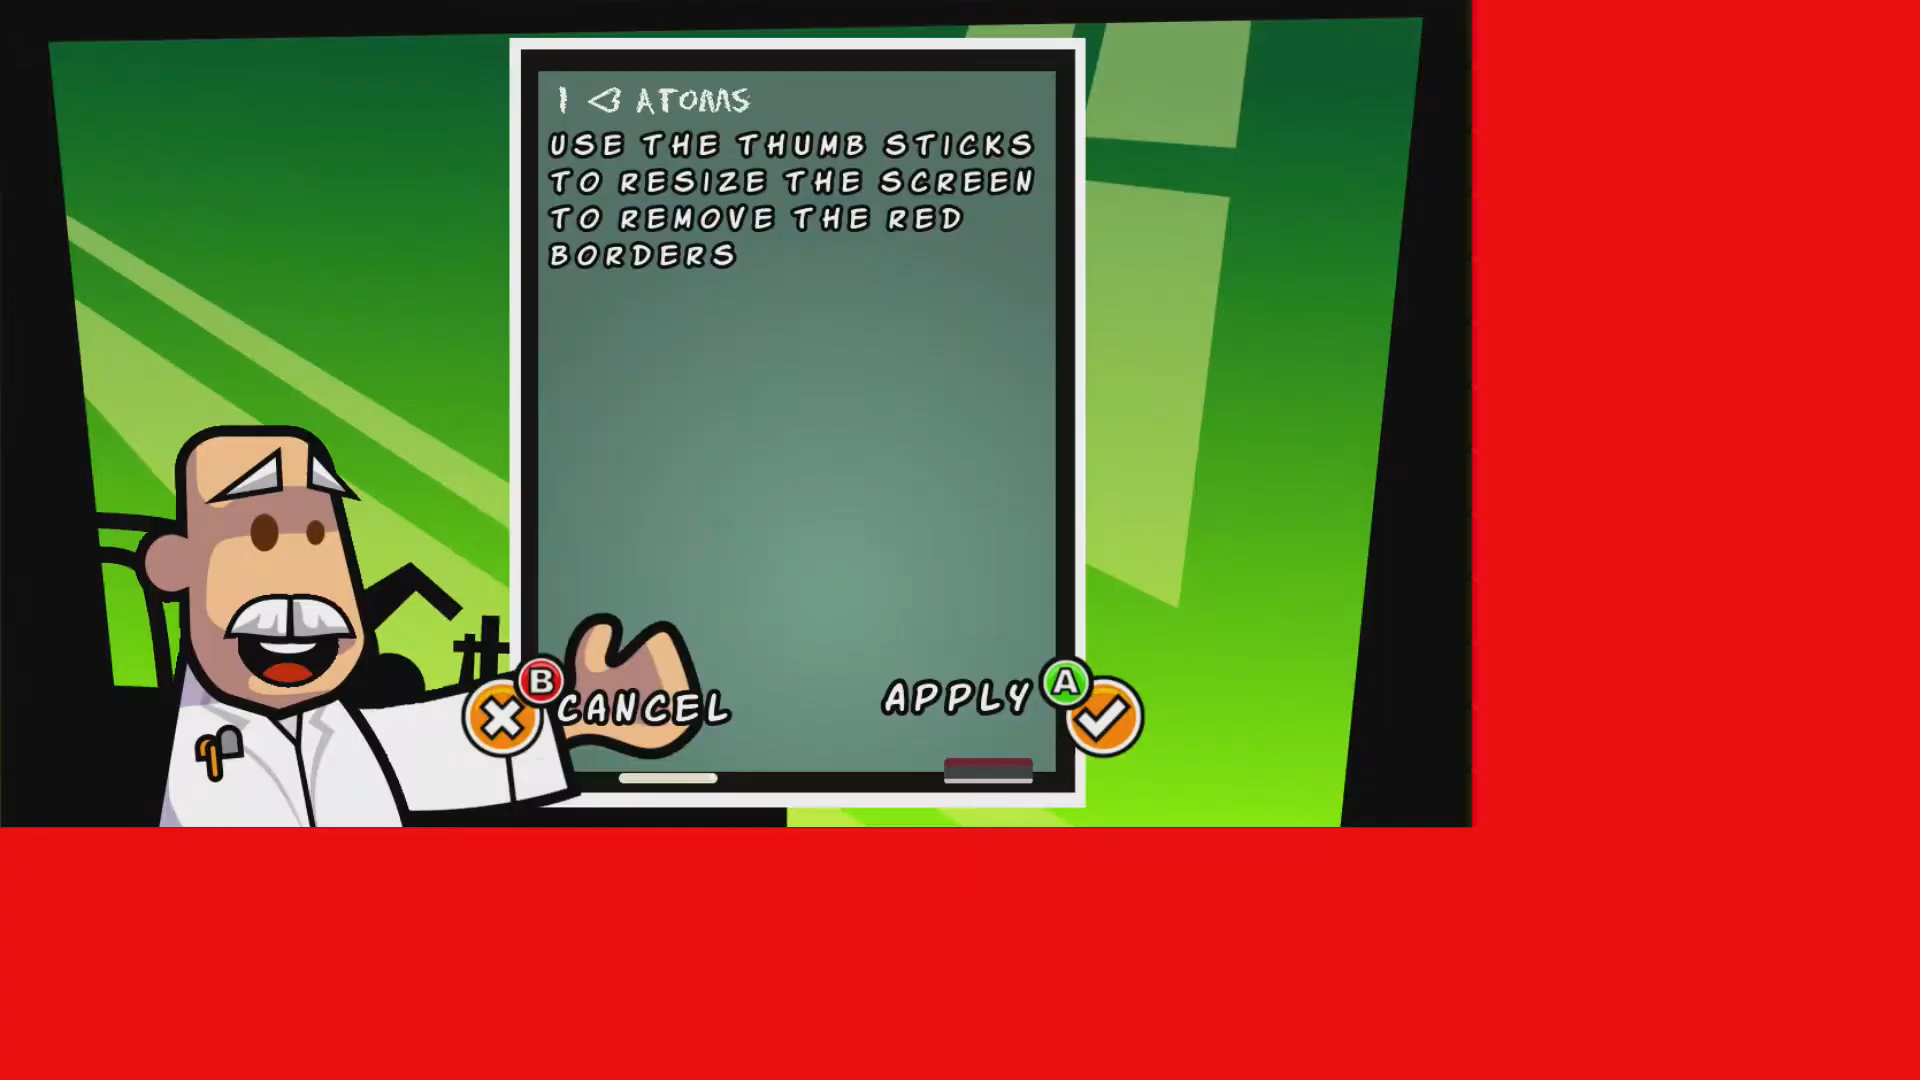 I <3 ATOMS
USE THE THUMB STICKS
TO RESIZE THE SCREEN
TO REMOVE THE RED
BORDERS
B CANCEL
APPLY A